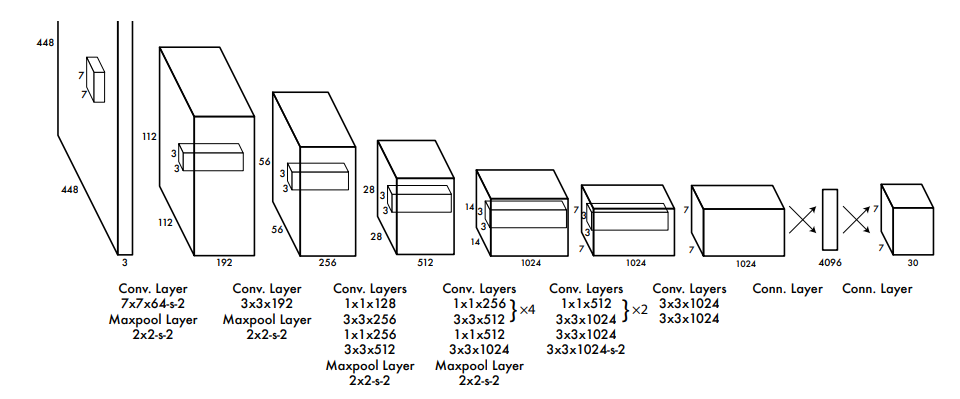 448
7
7
448
3
112
3
3
112
192
56
3
3
56
256
28
3
3
28
512
14
3
3
14
1024
7
3
3
7
1024
7
7
1024
4096
7
7
30
Conv. Layer
7x7x64-s-2
Maxpool Layer
2x2-s-2
Conv. Layer
3x3x192
Maxpool Layer
2x2-s-2
Conv. Layers
1x1x128
3x3x256
1x1x256
3x3x512
Maxpool Layer
2x2-s-2
Conv. Layers
1x1x256
3x3x512
}×4
1x1x512
3x3x1024
Maxpool Layer
2x2-s-2
Conv. Layers
1x1x512
3x3x1024
}×2
3x3x1024
3x3x1024-s-2
Conv. Layers
3x3x1024
3x3x1024
Conn. Layer
Conn. Layer